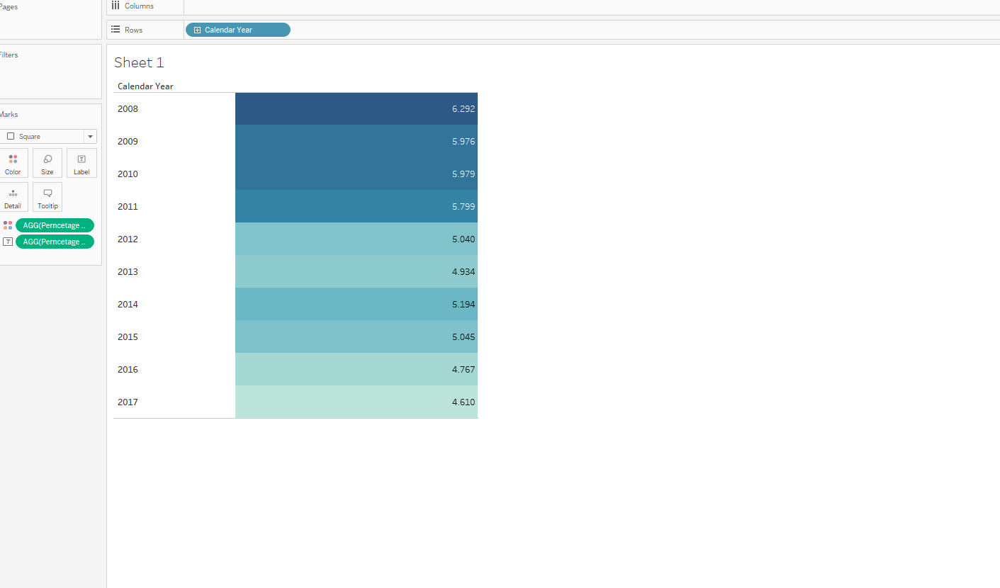 Pages
Columns
Rows
Calendar Year
Filters
Sheet 1
Calendar Year
Marks
Square
Color Size Label
Detail Tooltip
AGG(Perncetage ..
AGG(Perncetage ..
2008 6.292
2009 5.976
2010 5.979
2011 5.799
2012 5.040
2013 4.934
2014 5.194
2015 5.045
2016 4.767
2017 4.610